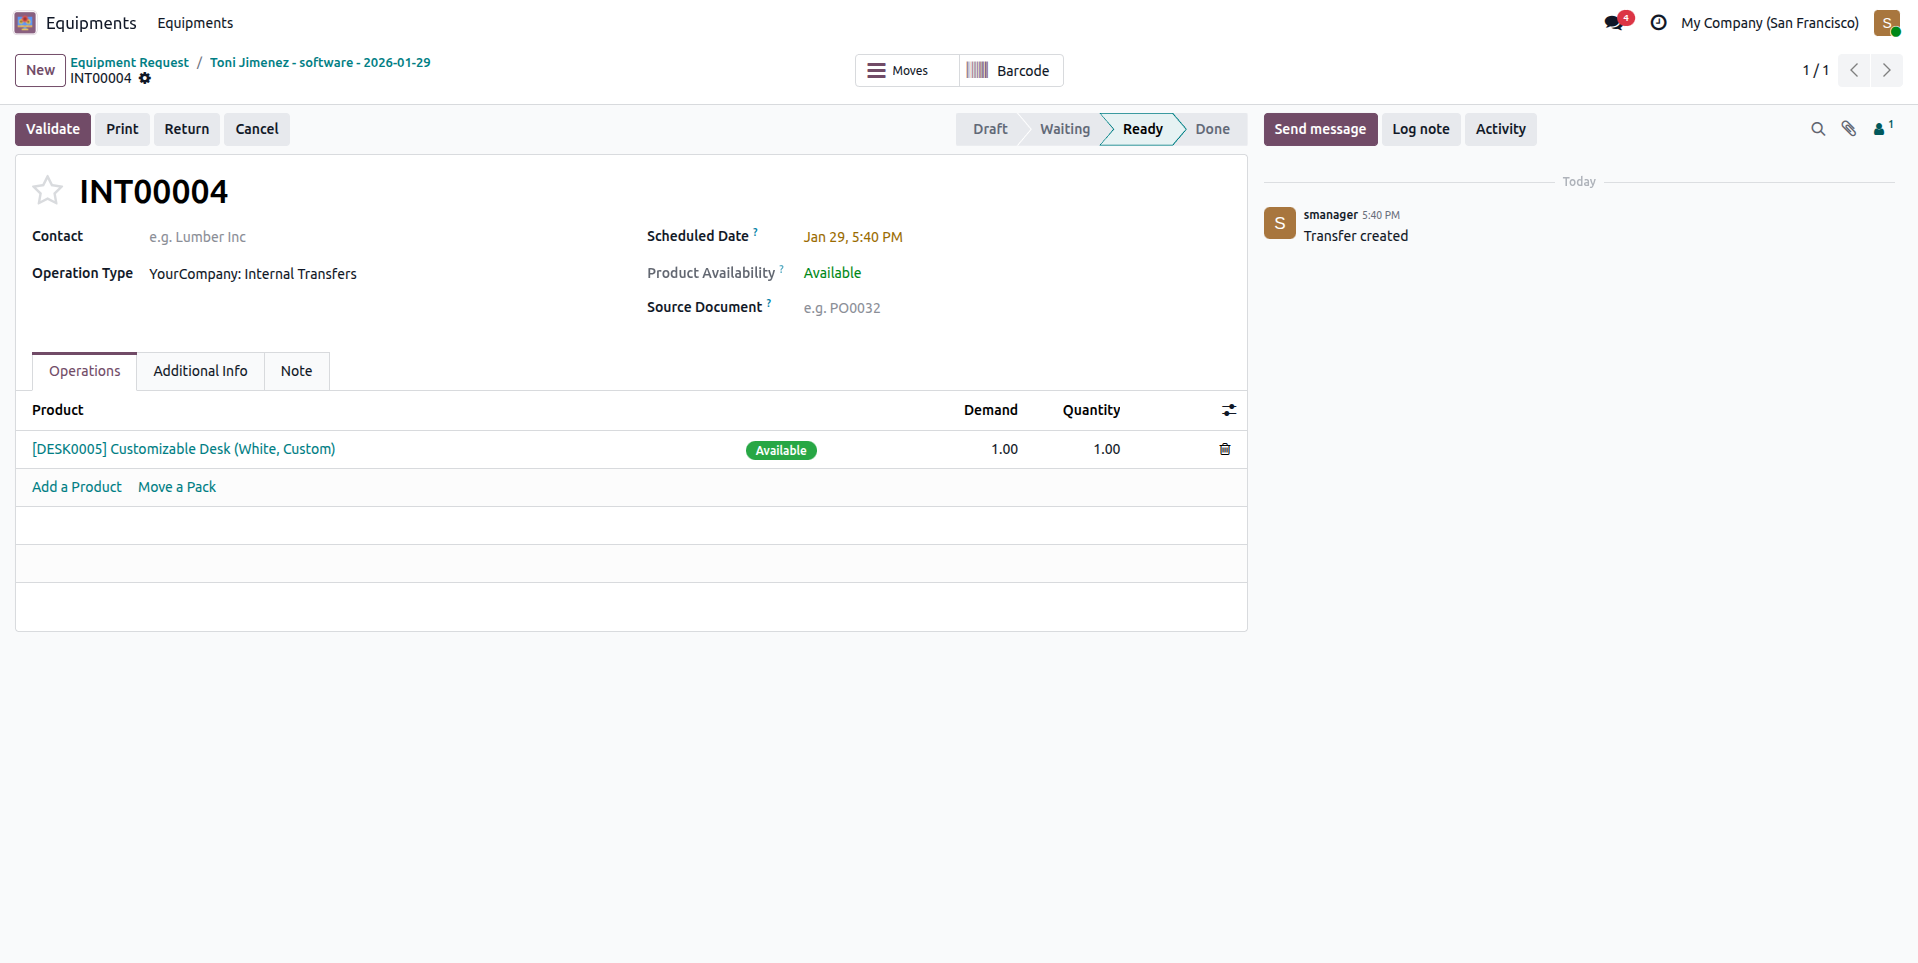 Equipments Equipments 4 My Company (San Francisco) S
New Equipment Request / Toni Jimenez - software - 2026-01-29 Moves Barcode 1 / 1
INT00004
Validate Print Return Cancel Draft Waiting Ready Done Send message Log note Activity 1
Today
INT00004
S smanager 5:40 PM
Transfer created
Contact e.g. Lumber Inc Scheduled Date ? Jan 29, 5:40 PM
Operation Type YourCompany: Internal Transfers Product Availability ? Available
Source Document ? e.g. PO0032
Operations Additional Info Note
Product Demand Quantity
[DESK0005] Customizable Desk (White, Custom) Available 1.00 1.00
Add a Product Move a Pack